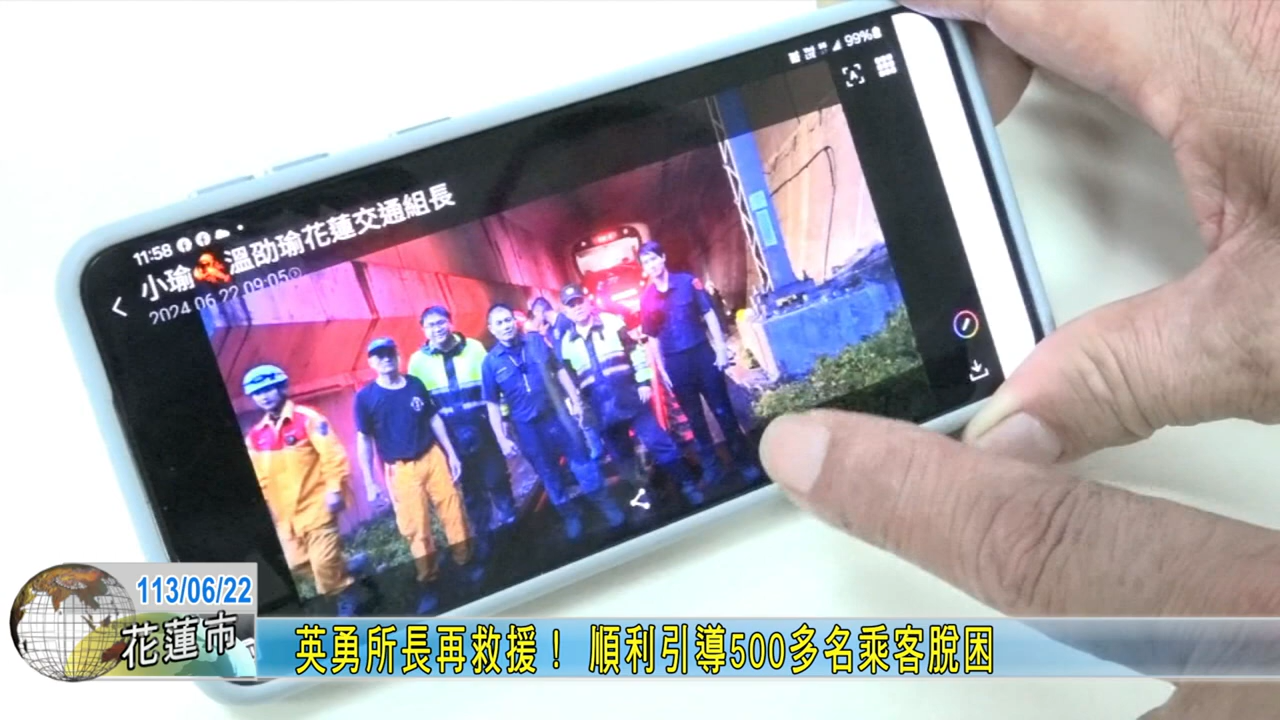 99%
11:58
小瑜溫劭瑜花蓮交通組長
2024.06.22 09:05
113/06/22
花蓮市
英勇所長再救援！ 順利引導500多名乘客脫困